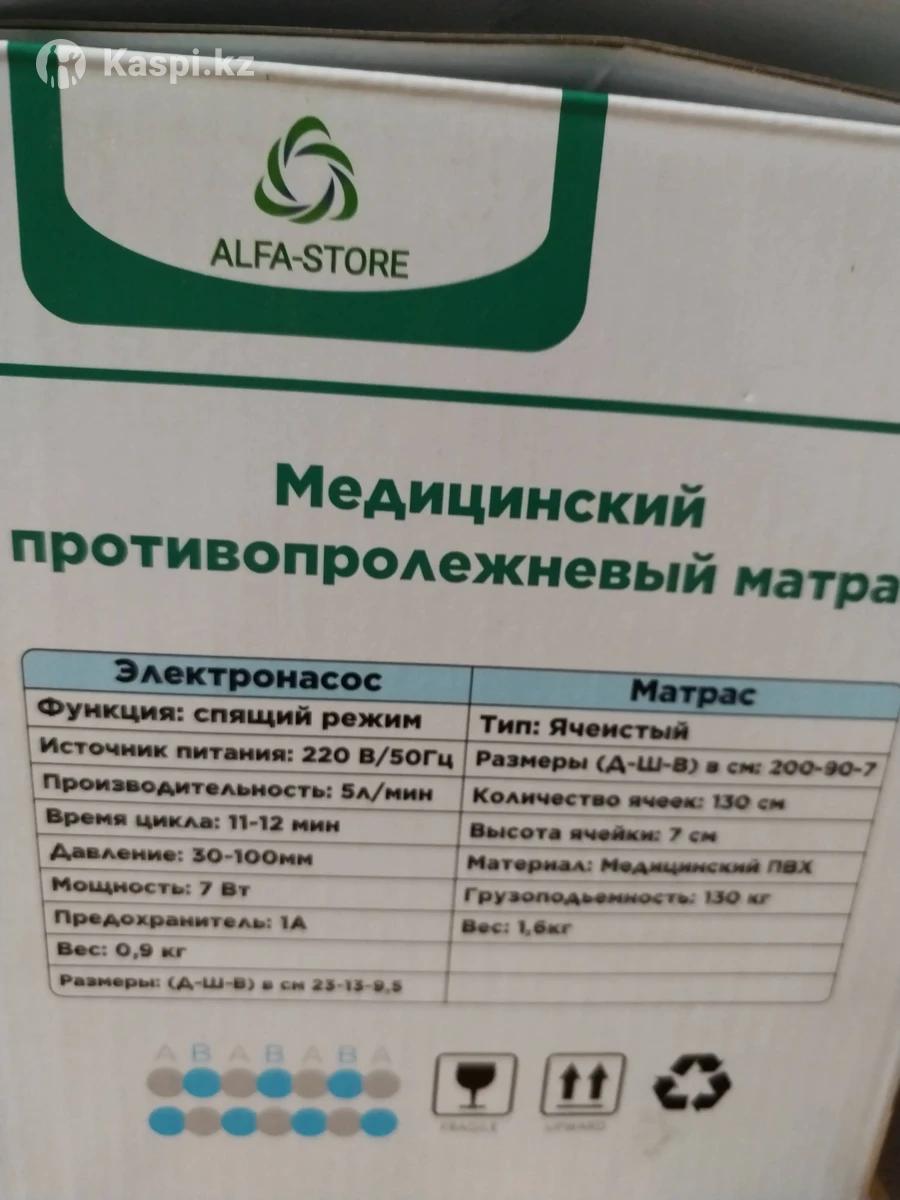 Kaspi.kz
ALFA-STORE
Медицинский
противопролежневый матра
Электронасос
Матрас
Функция: спящий режим
Тип: Ячеистый
Источник питания: 220 В/50Гц
Размеры (Д-Ш-В) в см: 200-90-7
Производительность: 5л/мин
Количество ячеек: 130 см
Время цикла: 11-12 мин
Высота ячейки: 7 см
Давление: 30-100мм
Материал: Медицинский ПВХ
Мощность: 7 Вт
Грузоподьемность: 130 кг
Предохранитель: 1А
Вес: 1,6кг
Вес: 0,9 кг
Размеры: (Д-Ш-В) в см 23-13-9,5
A B A B A B A
FRAGILE
UPWARD